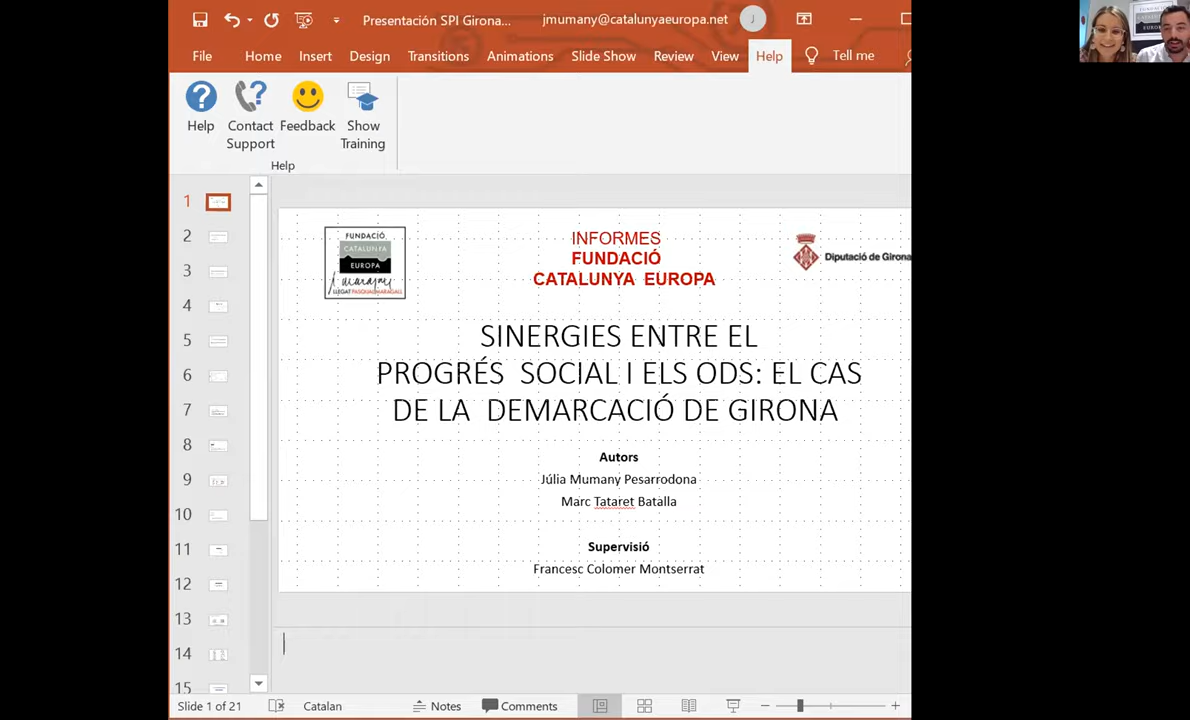 Presentación SPI Girona...
jmumany@catalunyaeuropa.net
J
File Home Insert Design Transitions Animations Slide Show Review View Help Tell me
Help
Contact Support
Feedback
Show Training
Help
1
2
3
4
5
6
7
8
9
10
11
12
13
14
15
FUNDACIÓ
CATALUNYA
EUROPA
LLEGAT PASQUALMARAGALL
INFORMES
FUNDACIÓ
CATALUNYA EUROPA
Diputació de Girona
SINERGIES ENTRE EL
PROGRÉS SOCIAL I ELS ODS: EL CAS
DE LA DEMARCACIÓ DE GIRONA
Autors
Júlia Mumany Pesarrodona
Marc Tataret Batalla
Supervisió
Francesc Colomer Montserrat
Slide 1 of 21 Catalan Notes Comments